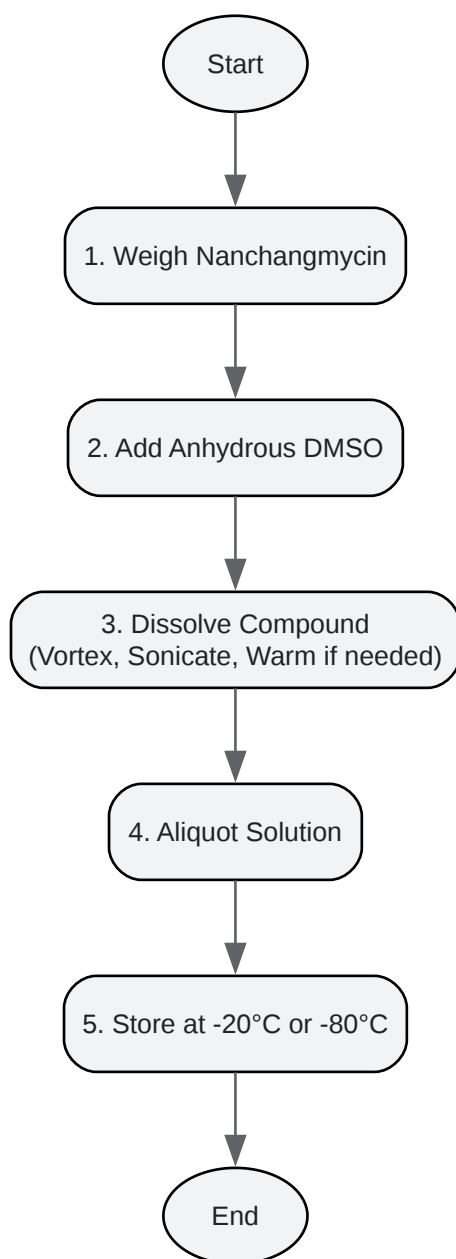 Start
1. Weigh Nanchangmycin
2. Add Anhydrous DMSO
3. Dissolve Compound
(Vortex, Sonicate, Warm if needed)
4. Aliquot Solution
5. Store at -20°C or -80°C
End